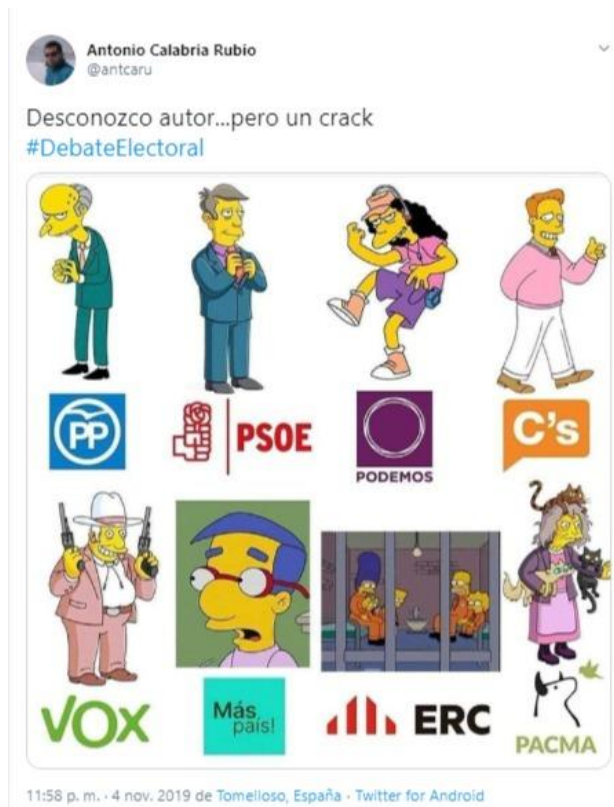 Antonio Calabria Rubio
@antcaru
Desconozco autor...pero un crack
#DebateElectoral
PP
PSOE
PODEMOS
C's
VOX
Más
país!
ERC
PACMA
11:58 p. m. · 4 nov. 2019 de Tomelloso, España · Twitter for Android